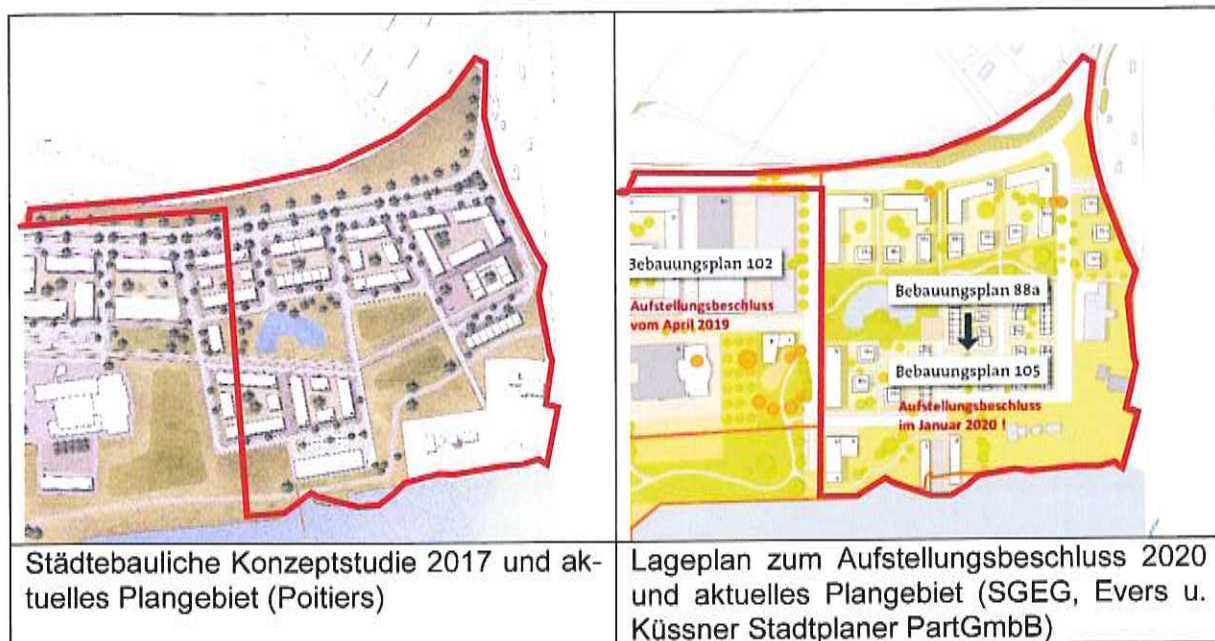 Bebauungsplan 102
Aufstellungsbeschluss
vom April 2019
Bebauungsplan 88a
Bebauungsplan 105
Aufstellungsbeschluss
im Januar 2020 !
Städtebauliche Konzeptstudie 2017 und ak-
tuelles Plangebiet (Poitiers)
Lageplan zum Aufstellungsbeschluss 2020
und aktuelles Plangebiet (SGEG, Evers u.
Küssner Stadtplaner PartGmbB)